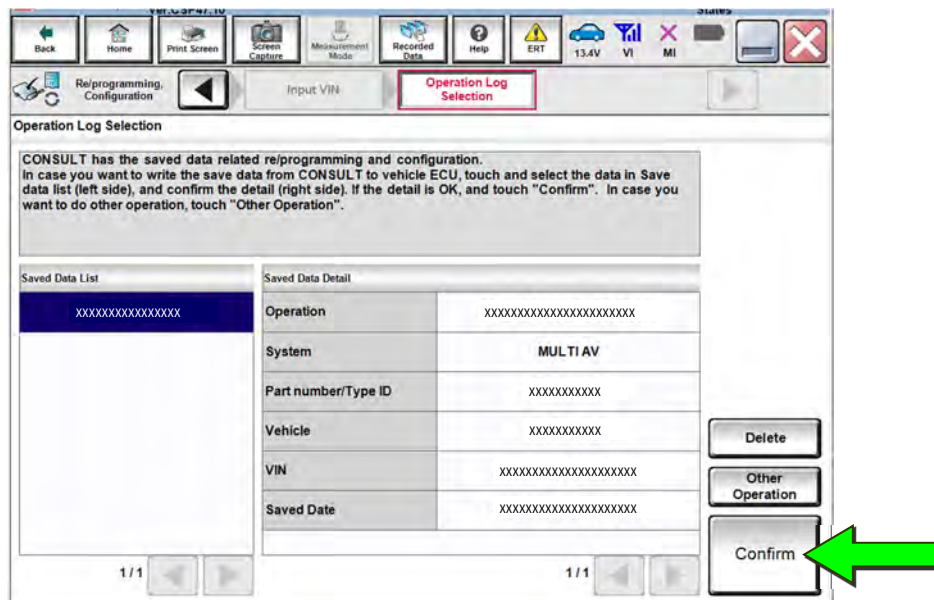 Ver.CSP47.10
States
Back
Home
Print Screen
Screen
Capture
Measurement
Mode
Recorded
Data
Help
ERT
13.4V
VI
MI
Re/programming,
Configuration
Input VIN
Operation Log
Selection
Operation Log Selection
CONSULT has the saved data related re/programming and configuration.
In case you want to write the save data from CONSULT to vehicle ECU, touch and select the data in Save
data list (left side), and confirm the detail (right side). If the detail is OK, and touch "Confirm". In case you
want to do other operation, touch "Other Operation".
Saved Data List
Saved Data Detail
XXXXXXXXXXXXXXXX
Operation
XXXXXXXXXXXXXXXXXXXXXXX
System
MULTI AV
Part number/Type ID
XXXXXXXXXXX
Vehicle
XXXXXXXXXXX
VIN
XXXXXXXXXXXXXXXXXXXXX
Saved Date
XXXXXXXXXXXXXXXXXXXXX
Delete
Other
Operation
Confirm
1/1
1/1